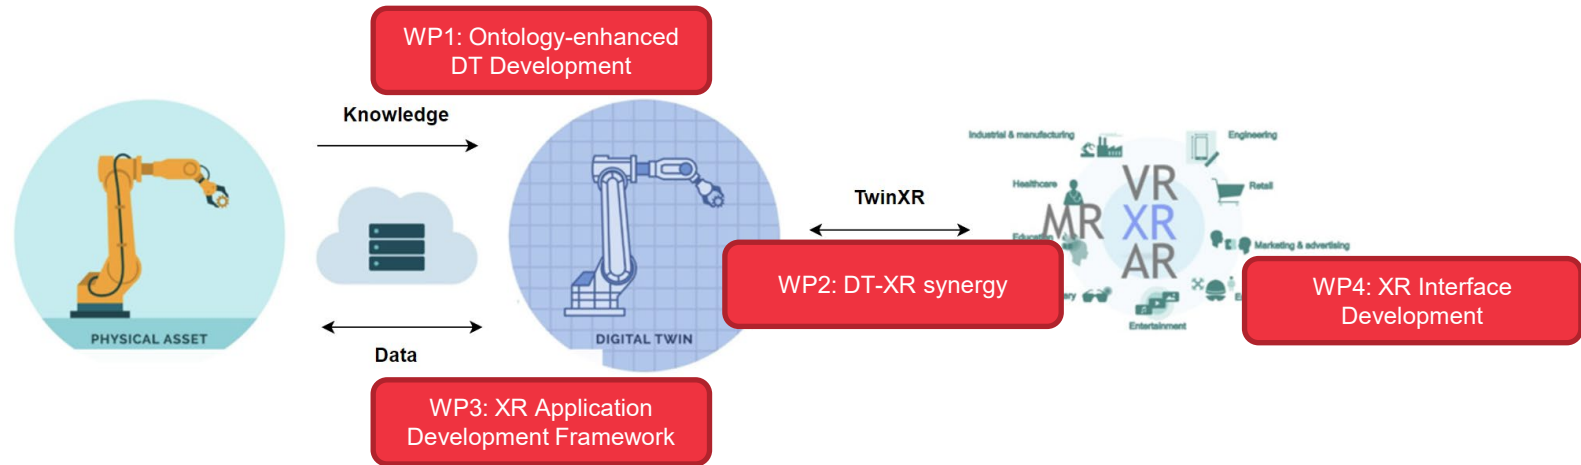 WP1: Ontology-enhanced
DT Development
Knowledge
PHYSICAL ASSET
Data
DIGITAL TWIN
WP3: XR Application
Development Framework
TwinXR
WP2: DT-XR synergy
Industrial & manufacturing
Engineering
Healthcare
Retail
VR
MR
XR
AR
Education
Marketing & advertising
Entertainment
WP4: XR Interface
Development